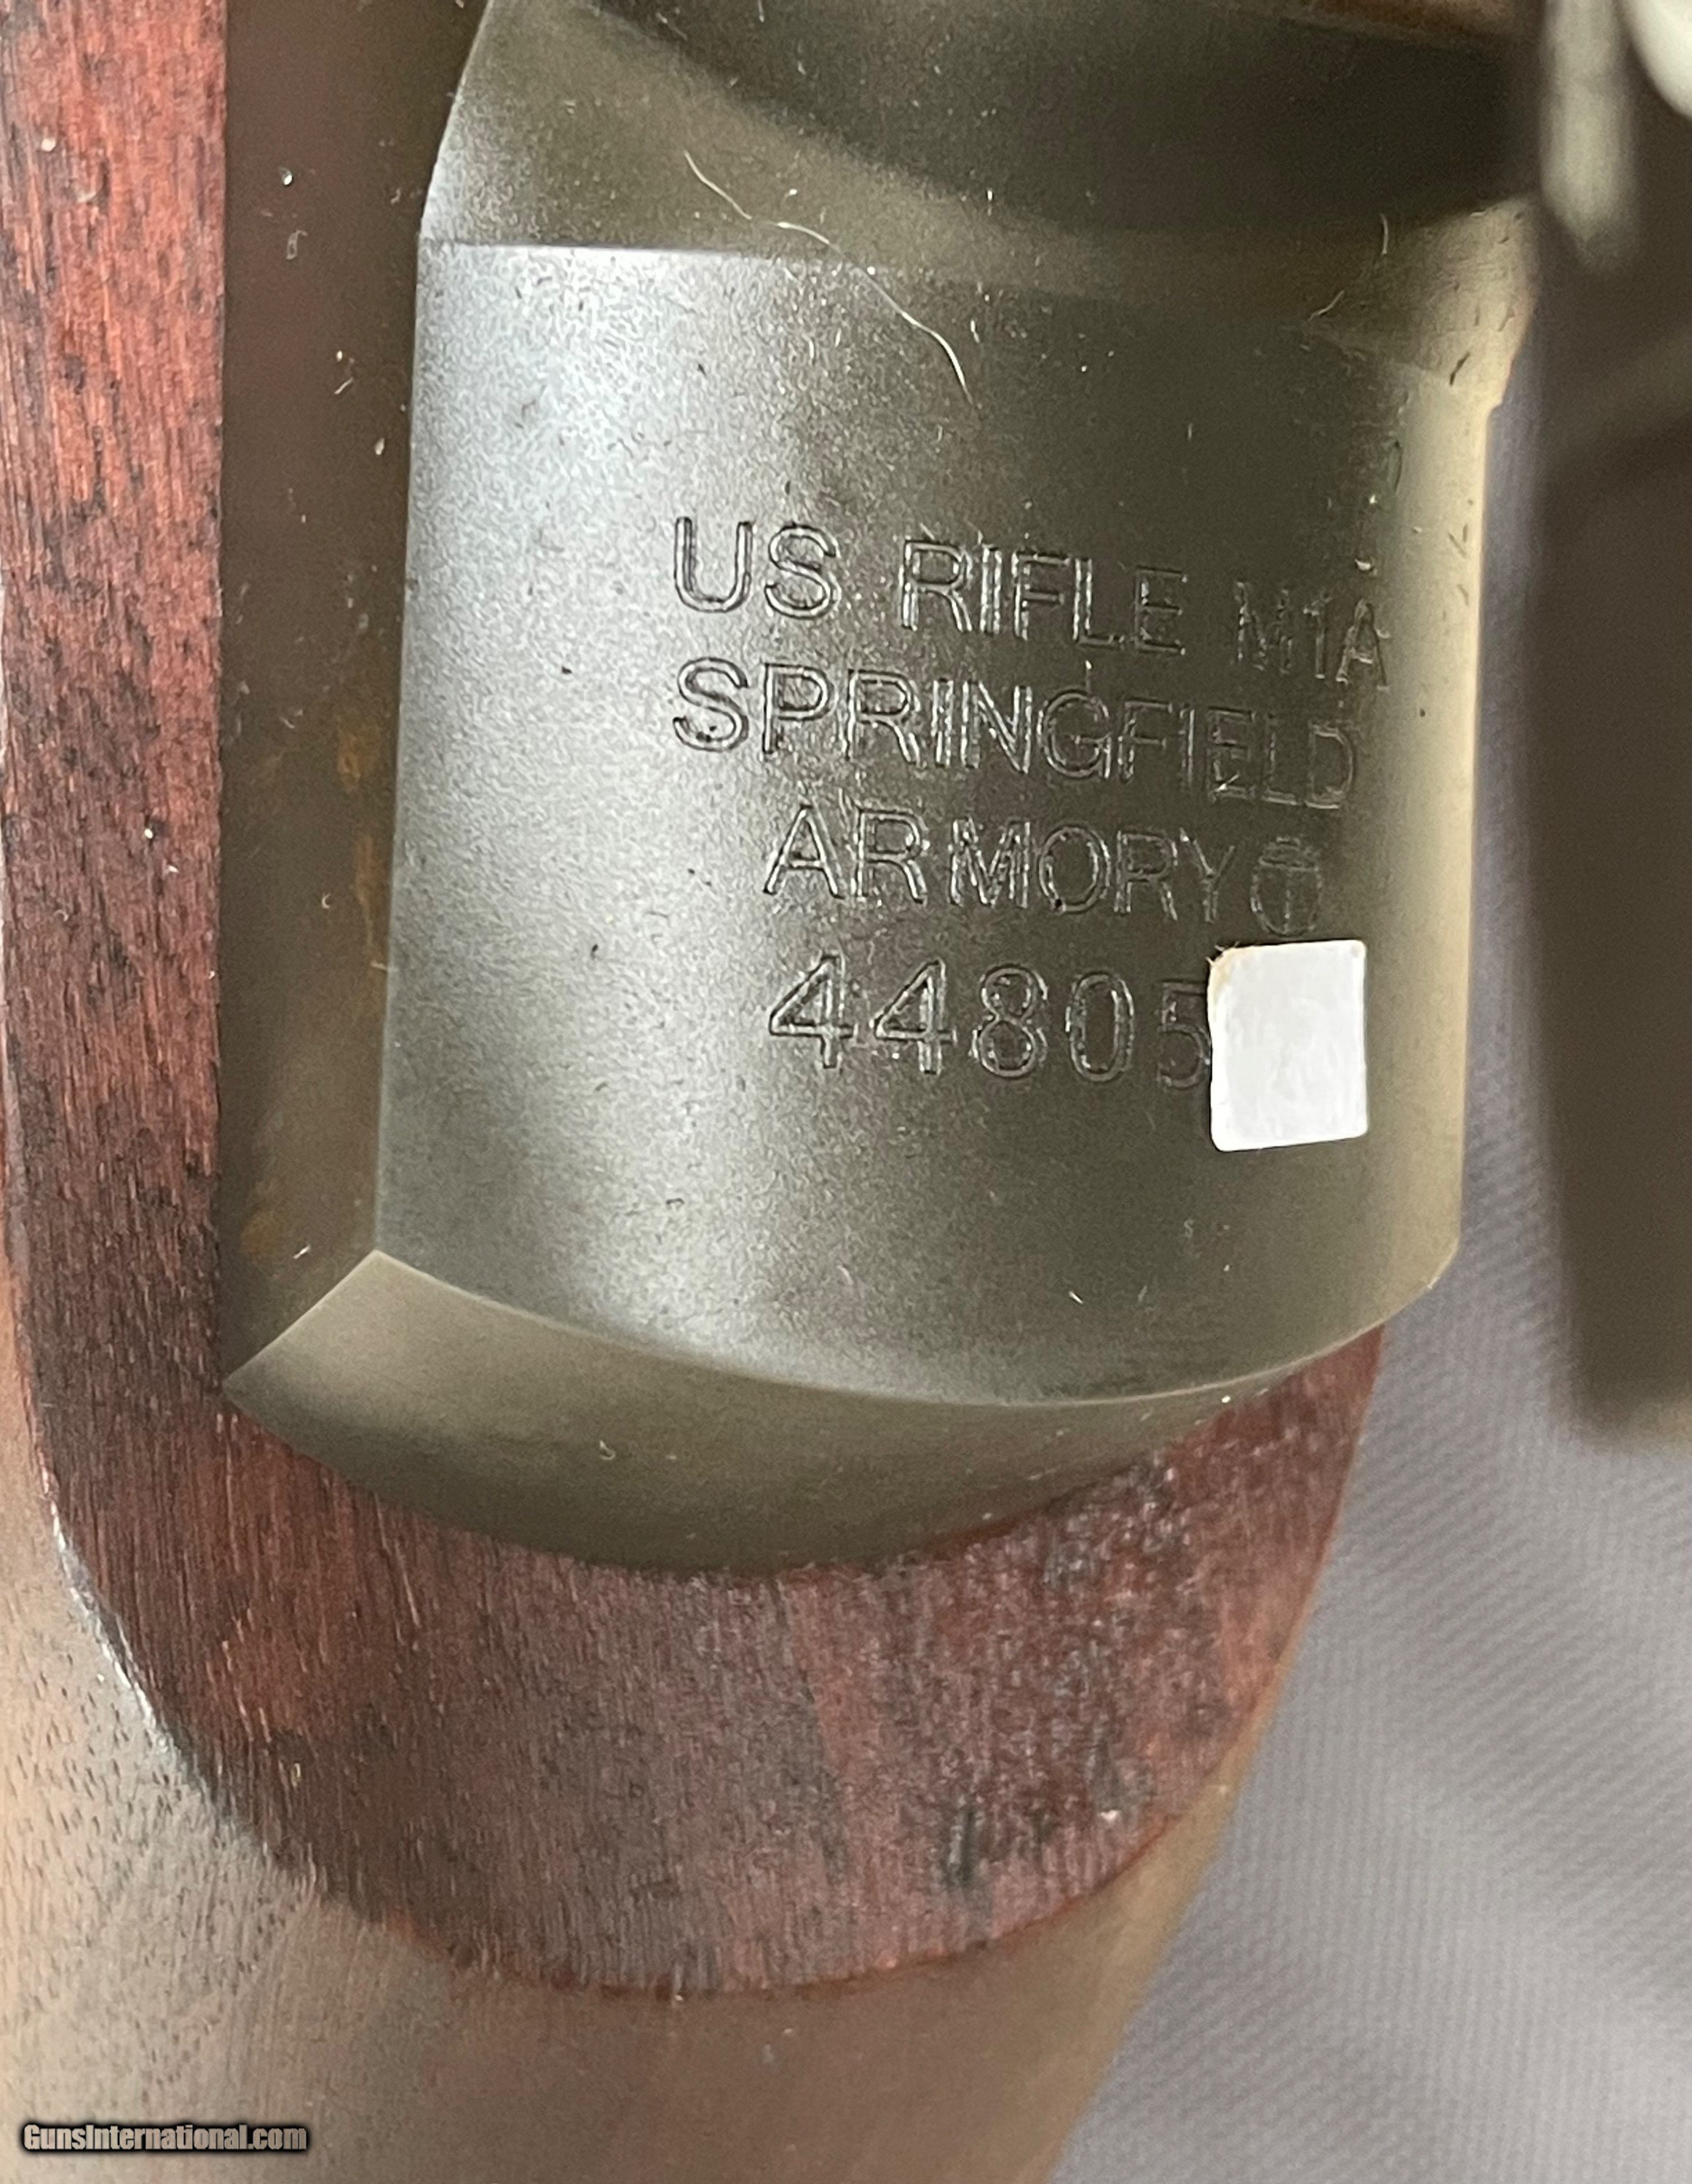 US RIFLE M1A
SPRINGFIELD
ARMORY
44805
GunsInternational.com